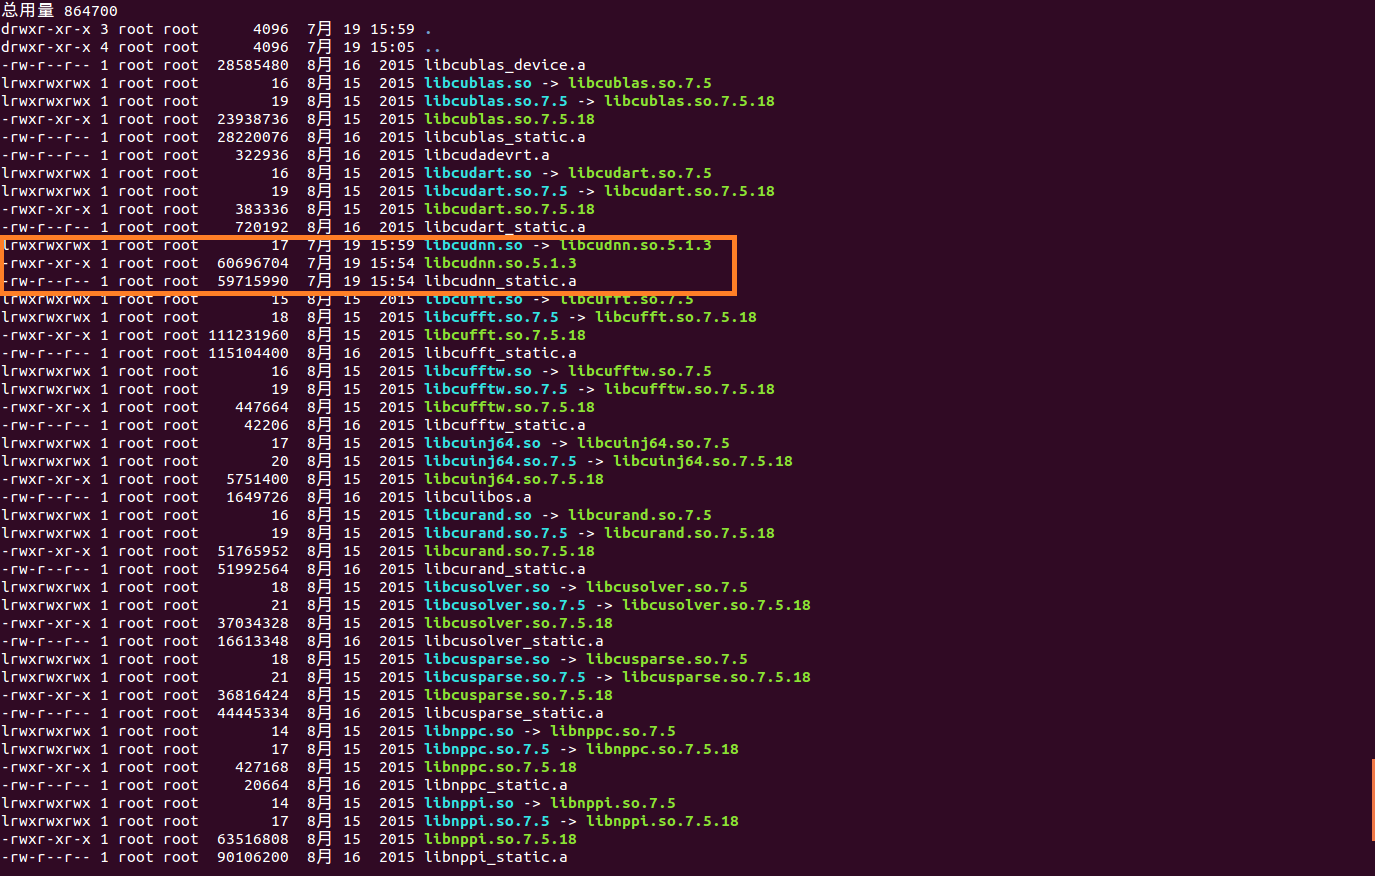 总用量 864700
drwxr-xr-x 3 root root      4096  7月 19 15:59 .
drwxr-xr-x 4 root root      4096  7月 19 15:05 ..
-rw-r--r-- 1 root root  28585480  8月 16  2015 libcublas_device.a
lrwxrwxrwx 1 root root        16  8月 15  2015 libcublas.so -> libcublas.so.7.5
lrwxrwxrwx 1 root root        19  8月 15  2015 libcublas.so.7.5 -> libcublas.so.7.5.18
-rwxr-xr-x 1 root root  23938736  8月 15  2015 libcublas.so.7.5.18
-rw-r--r-- 1 root root  28220076  8月 16  2015 libcublas_static.a
-rw-r--r-- 1 root root    322936  8月 16  2015 libcudadevrt.a
lrwxrwxrwx 1 root root        16  8月 15  2015 libcudart.so -> libcudart.so.7.5
lrwxrwxrwx 1 root root        19  8月 15  2015 libcudart.so.7.5 -> libcudart.so.7.5.18
-rwxr-xr-x 1 root root    383336  8月 15  2015 libcudart.so.7.5.18
-rw-r--r-- 1 root root    720192  8月 16  2015 libcudart_static.a
lrwxrwxrwx 1 root root        17  7月 19 15:59 libcudnn.so -> libcudnn.so.5.1.3
-rwxr-xr-x 1 root root  60696704  7月 19 15:54 libcudnn.so.5.1.3
-rw-r--r-- 1 root root  59715990  7月 19 15:54 libcudnn_static.a
lrwxrwxrwx 1 root root        15  8月 15  2015 libcufft.so -> libcufft.so.7.5
lrwxrwxrwx 1 root root        18  8月 15  2015 libcufft.so.7.5 -> libcufft.so.7.5.18
-rwxr-xr-x 1 root root 111231960  8月 15  2015 libcufft.so.7.5.18
-rw-r--r-- 1 root root 115104400  8月 16  2015 libcufft_static.a
lrwxrwxrwx 1 root root        16  8月 15  2015 libcufftw.so -> libcufftw.so.7.5
lrwxrwxrwx 1 root root        19  8月 15  2015 libcufftw.so.7.5 -> libcufftw.so.7.5.18
-rwxr-xr-x 1 root root    447664  8月 15  2015 libcufftw.so.7.5.18
-rw-r--r-- 1 root root     42206  8月 16  2015 libcufftw_static.a
lrwxrwxrwx 1 root root        17  8月 15  2015 libcuinj64.so -> libcuinj64.so.7.5
lrwxrwxrwx 1 root root        20  8月 15  2015 libcuinj64.so.7.5 -> libcuinj64.so.7.5.18
-rwxr-xr-x 1 root root   5751400  8月 15  2015 libcuinj64.so.7.5.18
-rw-r--r-- 1 root root   1649726  8月 16  2015 libculibos.a
lrwxrwxrwx 1 root root        16  8月 15  2015 libcurand.so -> libcurand.so.7.5
lrwxrwxrwx 1 root root        19  8月 15  2015 libcurand.so.7.5 -> libcurand.so.7.5.18
-rwxr-xr-x 1 root root  51765952  8月 15  2015 libcurand.so.7.5.18
-rw-r--r-- 1 root root  51992564  8月 16  2015 libcurand_static.a
lrwxrwxrwx 1 root root        18  8月 15  2015 libcusolver.so -> libcusolver.so.7.5
lrwxrwxrwx 1 root root        21  8月 15  2015 libcusolver.so.7.5 -> libcusolver.so.7.5.18
-rwxr-xr-x 1 root root  37034328  8月 15  2015 libcusolver.so.7.5.18
-rw-r--r-- 1 root root  16613348  8月 16  2015 libcusolver_static.a
lrwxrwxrwx 1 root root        18  8月 15  2015 libcusparse.so -> libcusparse.so.7.5
lrwxrwxrwx 1 root root        21  8月 15  2015 libcusparse.so.7.5 -> libcusparse.so.7.5.18
-rwxr-xr-x 1 root root  36816424  8月 15  2015 libcusparse.so.7.5.18
-rw-r--r-- 1 root root  44445334  8月 16  2015 libcusparse_static.a
lrwxrwxrwx 1 root root        14  8月 15  2015 libnppc.so -> libnppc.so.7.5
lrwxrwxrwx 1 root root        17  8月 15  2015 libnppc.so.7.5 -> libnppc.so.7.5.18
-rwxr-xr-x 1 root root    427168  8月 15  2015 libnppc.so.7.5.18
-rw-r--r-- 1 root root     20664  8月 16  2015 libnppc_static.a
lrwxrwxrwx 1 root root        14  8月 15  2015 libnppi.so -> libnppi.so.7.5
lrwxrwxrwx 1 root root        17  8月 15  2015 libnppi.so.7.5 -> libnppi.so.7.5.18
-rwxr-xr-x 1 root root  63516808  8月 15  2015 libnppi.so.7.5.18
-rw-r--r-- 1 root root  90106200  8月 16  2015 libnppi_static.a